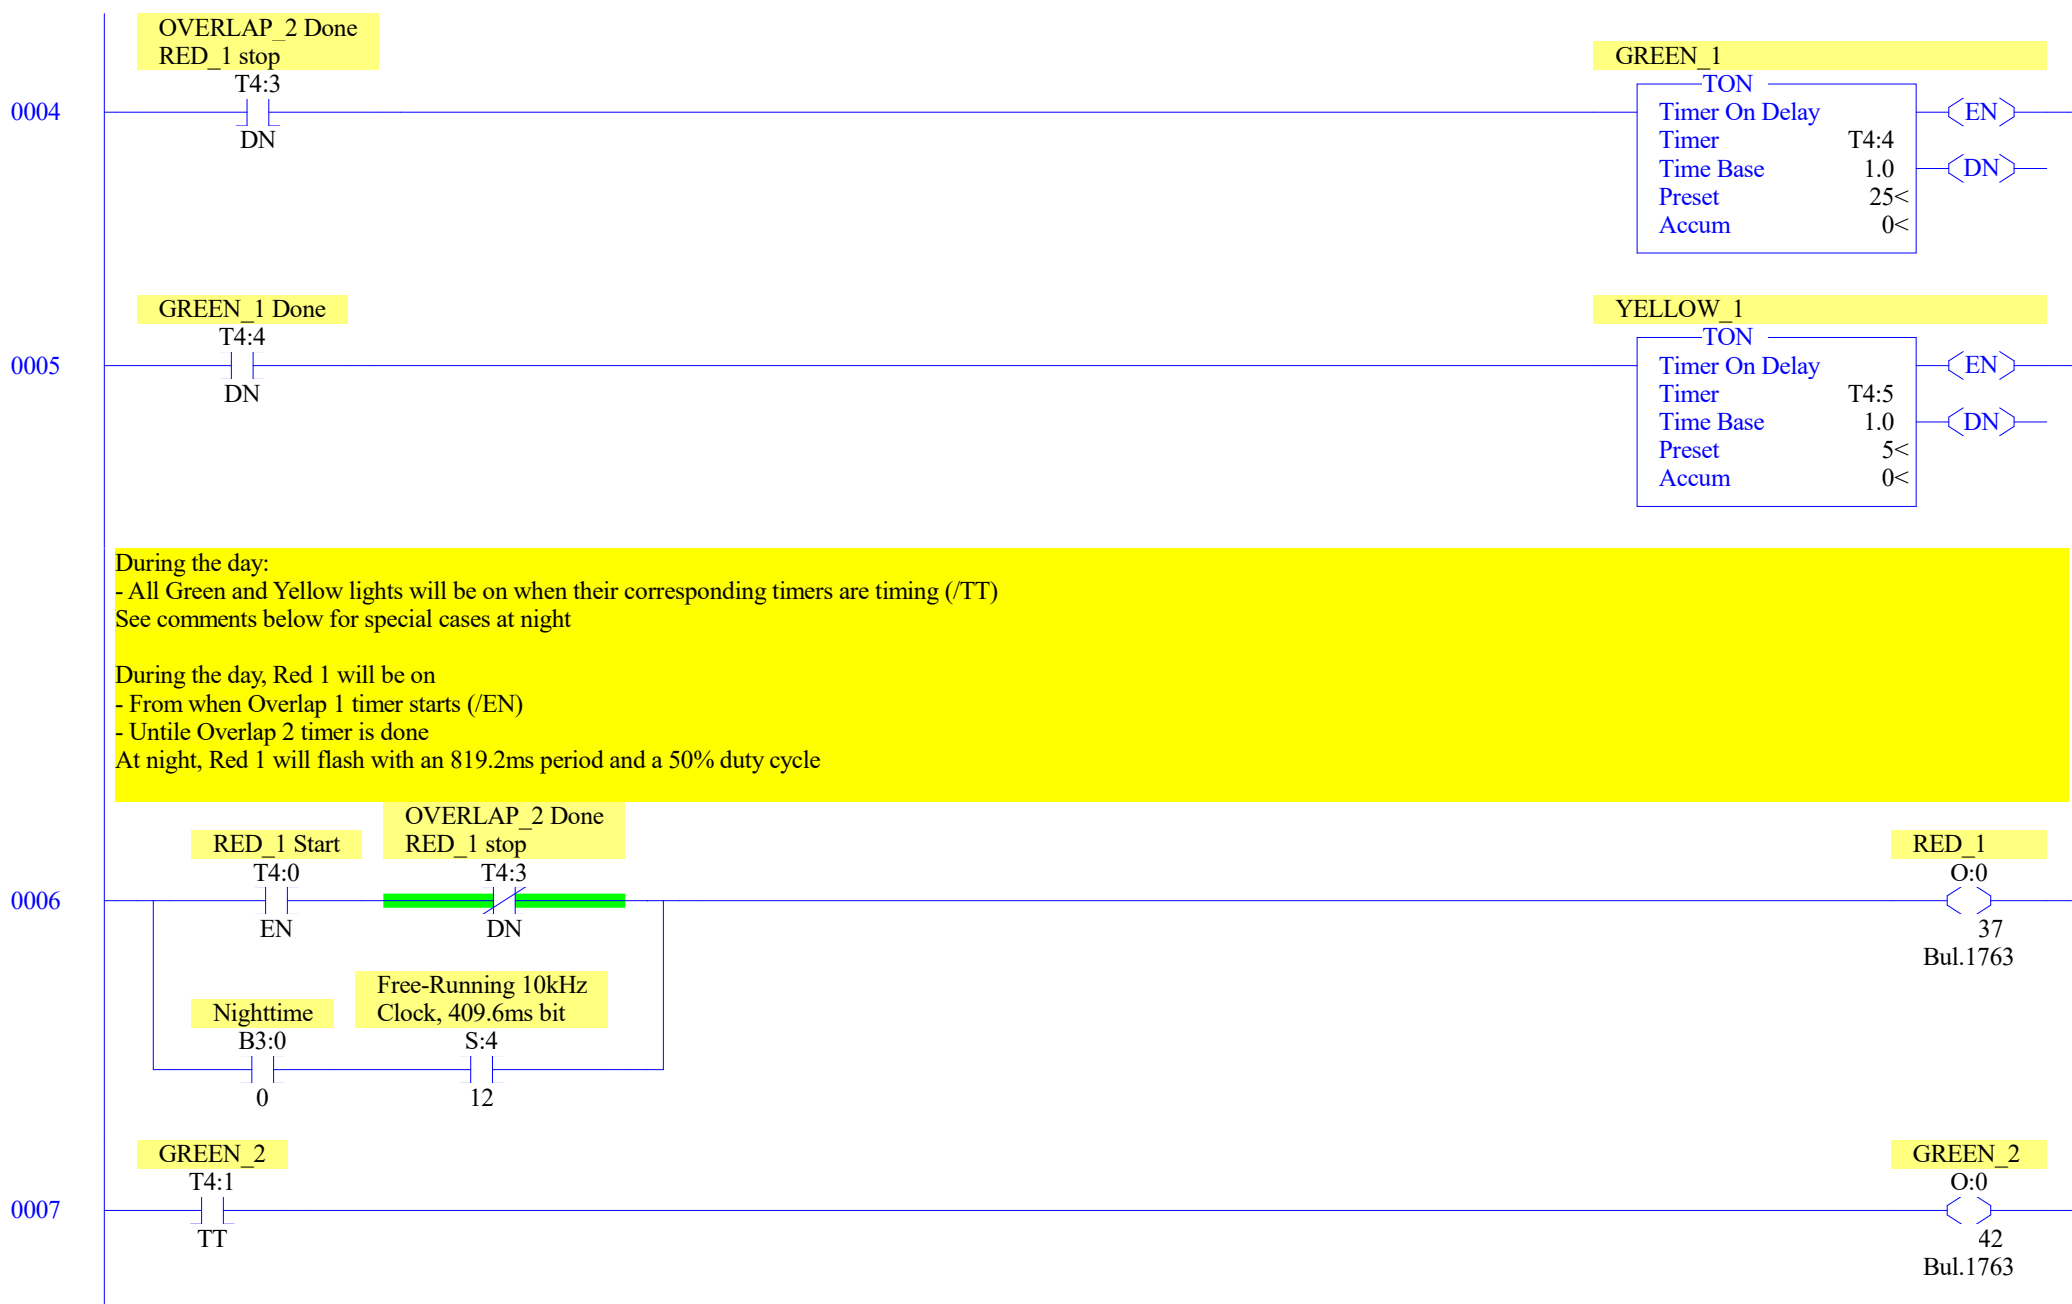 OVERLAP_2 Done
RED_1 stop
T4:3
DN
0004
GREEN_1
TON
Timer On Delay
Timer T4:4
Time Base 1.0
Preset 25<
Accum 0<
EN
DN
GREEN_1 Done
T4:4
DN
0005
YELLOW_1
TON
Timer On Delay
Timer T4:5
Time Base 1.0
Preset 5<
Accum 0<
EN
DN
During the day:
- All Green and Yellow lights will be on when their corresponding timers are timing (/TT)
See comments below for special cases at night
During the day, Red 1 will be on
- From when Overlap 1 timer starts (/EN)
- Untile Overlap 2 timer is done
At night, Red 1 will flash with an 819.2ms period and a 50% duty cycle
RED_1 Start
T4:0
EN
OVERLAP_2 Done
RED_1 stop
T4:3
DN
0006
RED_1
O:0
37
Bul.1763
Nighttime
B3:0
0
Free-Running 10kHz
Clock, 409.6ms bit
S:4
12
GREEN_2
T4:1
TT
0007
GREEN_2
O:0
42
Bul.1763